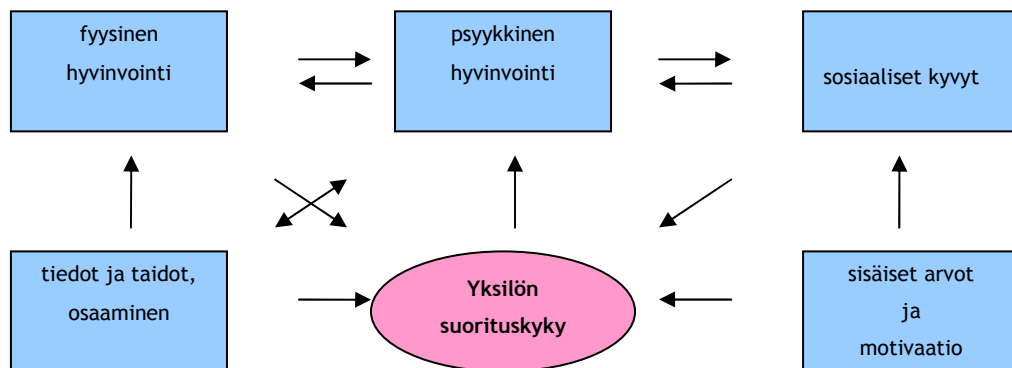 fyysinen
hyvinvointi
psyykkinen
hyvinvointi
sosiaaliset kyvyt
tiedot ja taidot,
osaaminen
Yksilön
suorituskyky
sisäiset arvot
ja
motivaatio